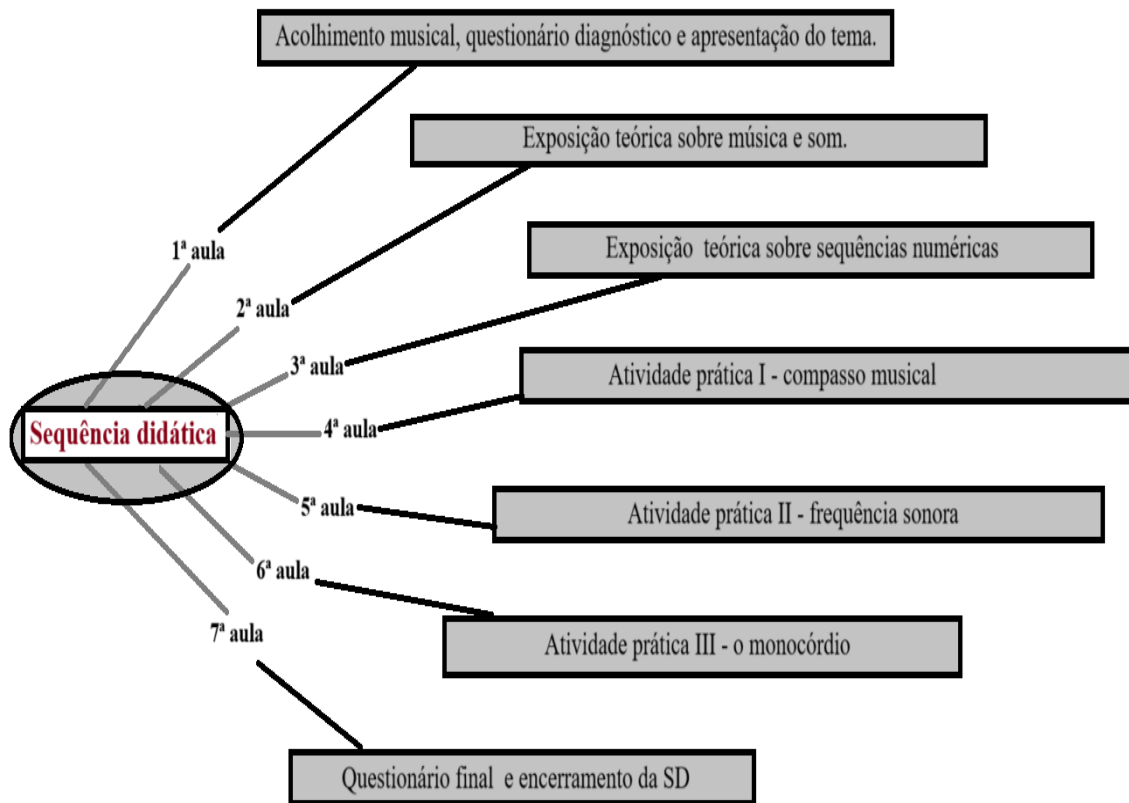 Acolhimento musical, questionário diagnóstico e apresentação do tema.
Exposição teórica sobre música e som.
1ª aula
Exposição teórica sobre sequências numéricas
2ª aula
3ª aula
Atividade prática I - compasso musical
Sequência didática
4ª aula
5ª aula
Atividade prática II - frequência sonora
6ª aula
7ª aula
Atividade prática III - o monocórdio
Questionário final e encerramento da SD